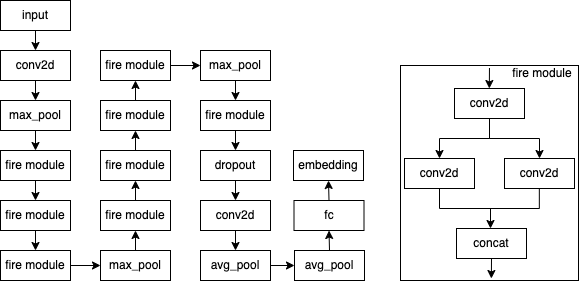 input
conv2d
max_pool
fire module
fire module
fire module
max_pool
fire module
fire module
fire module
fire module
max_pool
fire module
dropout
conv2d
avg_pool
avg_pool
fc
embedding
fire module
conv2d
conv2d
conv2d
concat